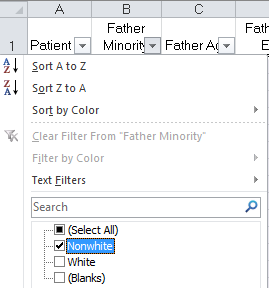 A B C
Father Father
1 Patient Minority Father Ag E
Sort A to Z
Sort Z to A
Sort by Color
Clear Filter From "Father Minority"
Filter by Color
Text Filters
Search
(Select All)
Nonwhite
White
(Blanks)